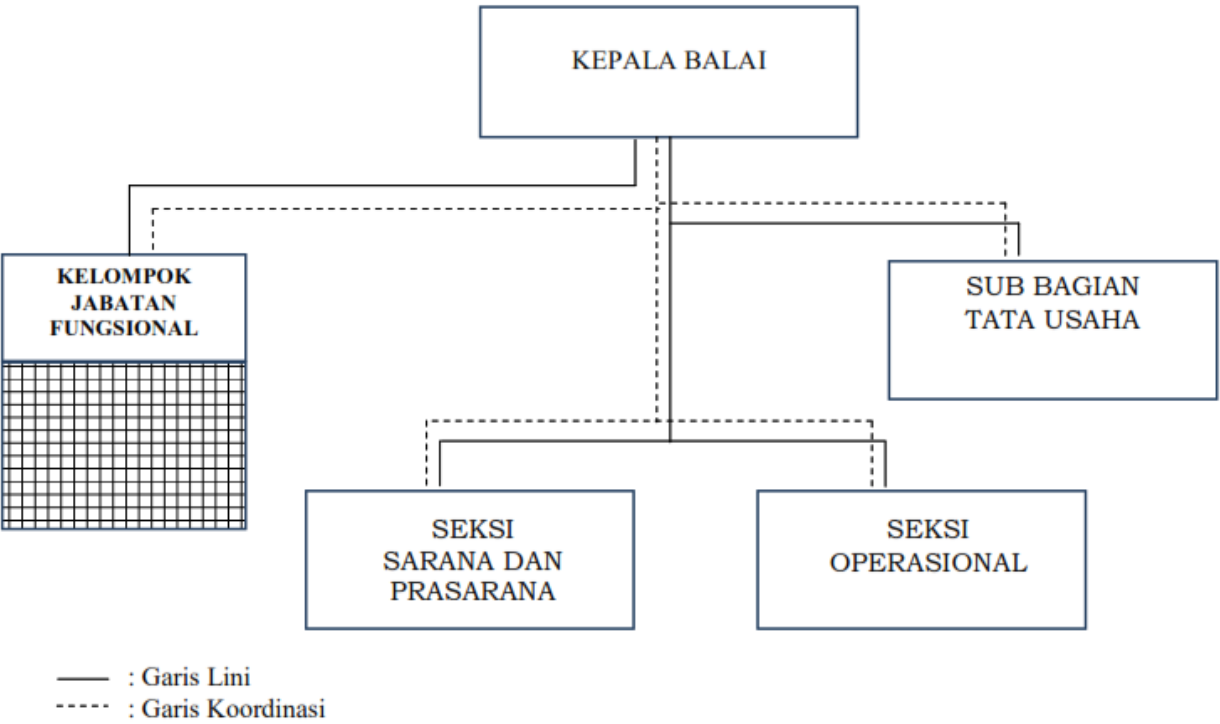 KEPALA BALAI
KELOMPOK
JABATAN
FUNGSIONAL
SUB BAGIAN
TATA USAHA
SEKSI
SARANA DAN
PRASARANA
SEKSI
OPERASIONAL
: Garis Lini
: Garis Koordinasi